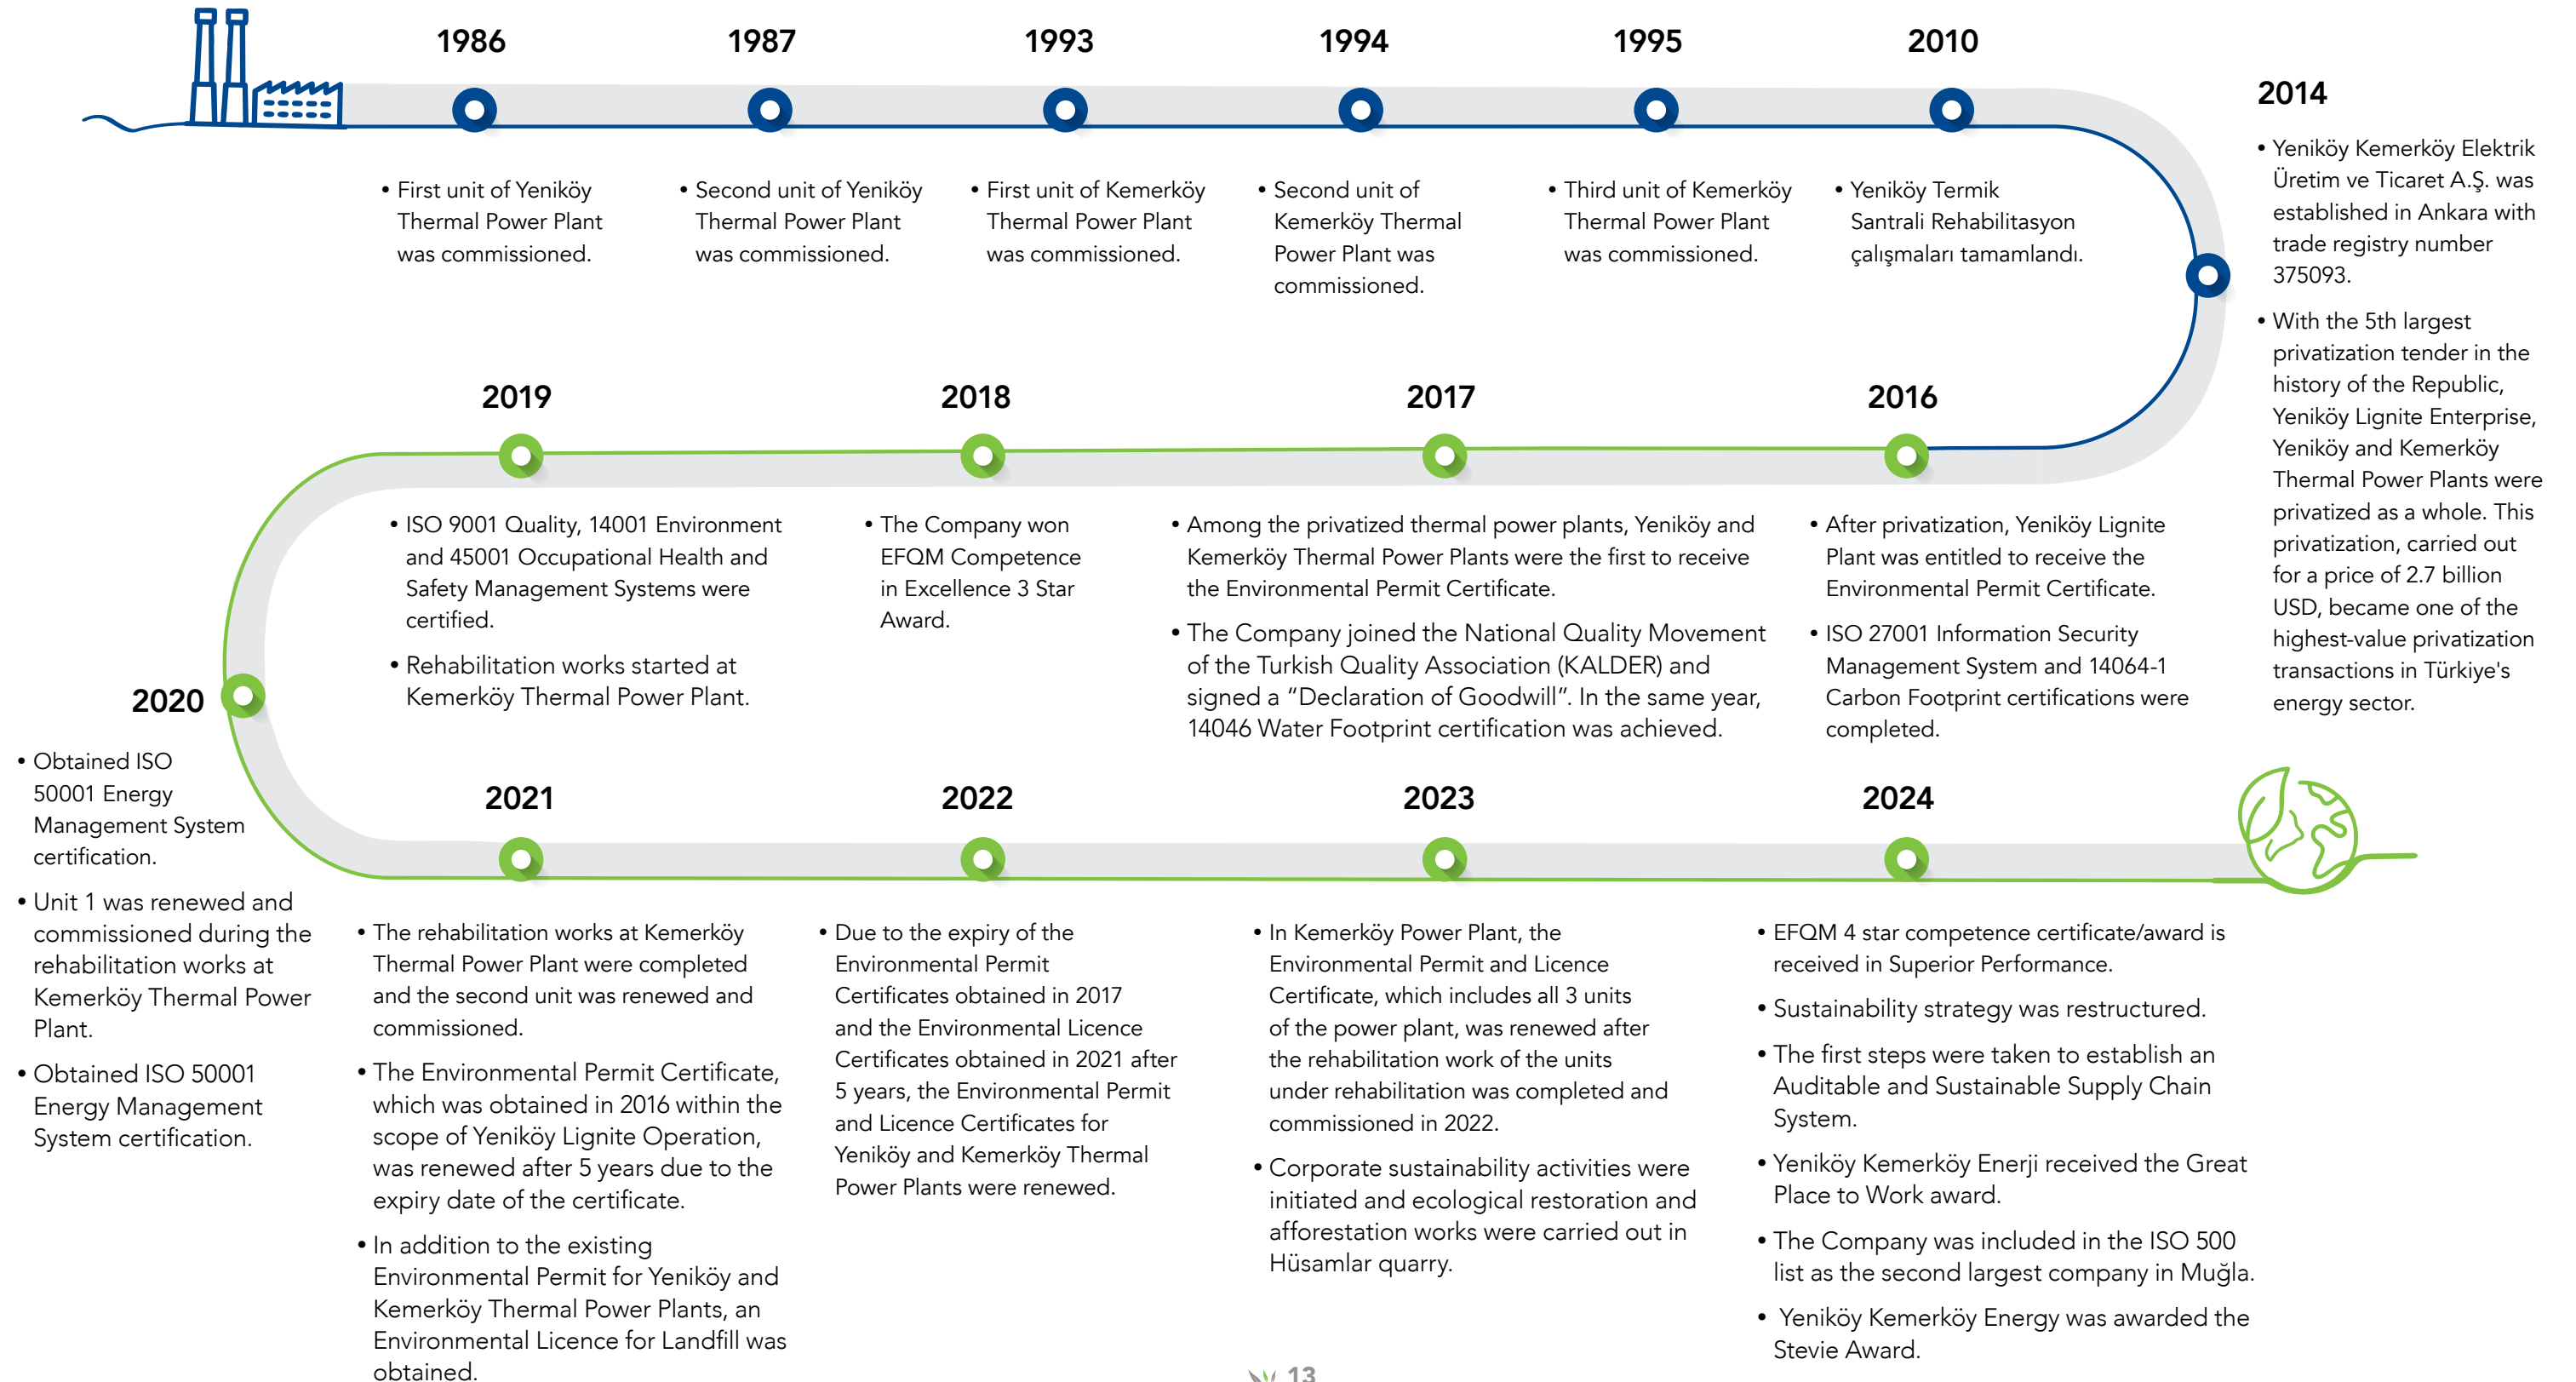 1986
• First unit of Yeniköy
Thermal Power Plant
was commissioned.
1987
• Second unit of Yeniköy
Thermal Power Plant
was commissioned.
1993
• First unit of Kemerköy
Thermal Power Plant
was commissioned.
1994
• Second unit of
Kemerköy Thermal
Power Plant was
commissioned.
1995
• Third unit of Kemerköy
Thermal Power Plant
was commissioned.
2010
• Yeniköy Termik
Santrali Rehabilitasyon
çalışmaları tamamlandı.
2014
• Yeniköy Kemerköy Elektrik
Üretim ve Ticaret A.Ş. was
established in Ankara with
trade registry number
375093.
• With the 5th largest
privatization tender in the
history of the Republic,
Yeniköy Lignite Enterprise,
Yeniköy and Kemerköy
Thermal Power Plants were
privatized as a whole. This
privatization, carried out
for a price of 2.7 billion
USD, became one of the
highest-value privatization
transactions in Türkiye's
energy sector.
2016
• After privatization, Yeniköy Lignite
Plant was entitled to receive the
Environmental Permit Certificate.
• ISO 27001 Information Security
Management System and 14064-1
Carbon Footprint certifications were
completed.
2017
• Among the privatized thermal power plants, Yeniköy and
Kemerköy Thermal Power Plants were the first to receive
the Environmental Permit Certificate.
• The Company joined the National Quality Movement
of the Turkish Quality Association (KALDER) and
signed a “Declaration of Goodwill”. In the same year,
14046 Water Footprint certification was achieved.
2018
• The Company won
EFQM Competence
in Excellence 3 Star
Award.
2019
• ISO 9001 Quality, 14001 Environment
and 45001 Occupational Health and
Safety Management Systems were
certified.
• Rehabilitation works started at
Kemerköy Thermal Power Plant.
2020
• Obtained ISO
50001 Energy
Management System
certification.
• Unit 1 was renewed and
commissioned during the
rehabilitation works at
Kemerköy Thermal Power
Plant.
• Obtained ISO 50001
Energy Management
System certification.
2021
• The rehabilitation works at Kemerköy
Thermal Power Plant were completed
and the second unit was renewed and
commissioned.
• The Environmental Permit Certificate,
which was obtained in 2016 within the
scope of Yeniköy Lignite Operation,
was renewed after 5 years due to the
expiry date of the certificate.
• In addition to the existing
Environmental Permit for Yeniköy and
Kemerköy Thermal Power Plants, an
Environmental Licence for Landfill was
obtained.
2022
• Due to the expiry of the
Environmental Permit
Certificates obtained in 2017
and the Environmental Licence
Certificates obtained in 2021 after
5 years, the Environmental Permit
and Licence Certificates for
Yeniköy and Kemerköy Thermal
Power Plants were renewed.
2023
• In Kemerköy Power Plant, the
Environmental Permit and Licence
Certificate, which includes all 3 units
of the power plant, was renewed after
the rehabilitation work of the units
under rehabilitation was completed and
commissioned in 2022.
• Corporate sustainability activities were
initiated and ecological restoration and
afforestation works were carried out in
Hüsamlar quarry.
2024
• EFQM 4 star competence certificate/award is
received in Superior Performance.
• Sustainability strategy was restructured.
• The first steps were taken to establish an
Auditable and Sustainable Supply Chain
System.
• Yeniköy Kemerköy Enerji received the Great
Place to Work award.
• The Company was included in the ISO 500
list as the second largest company in Muğla.
• Yeniköy Kemerköy Energy was awarded the
Stevie Award.
13